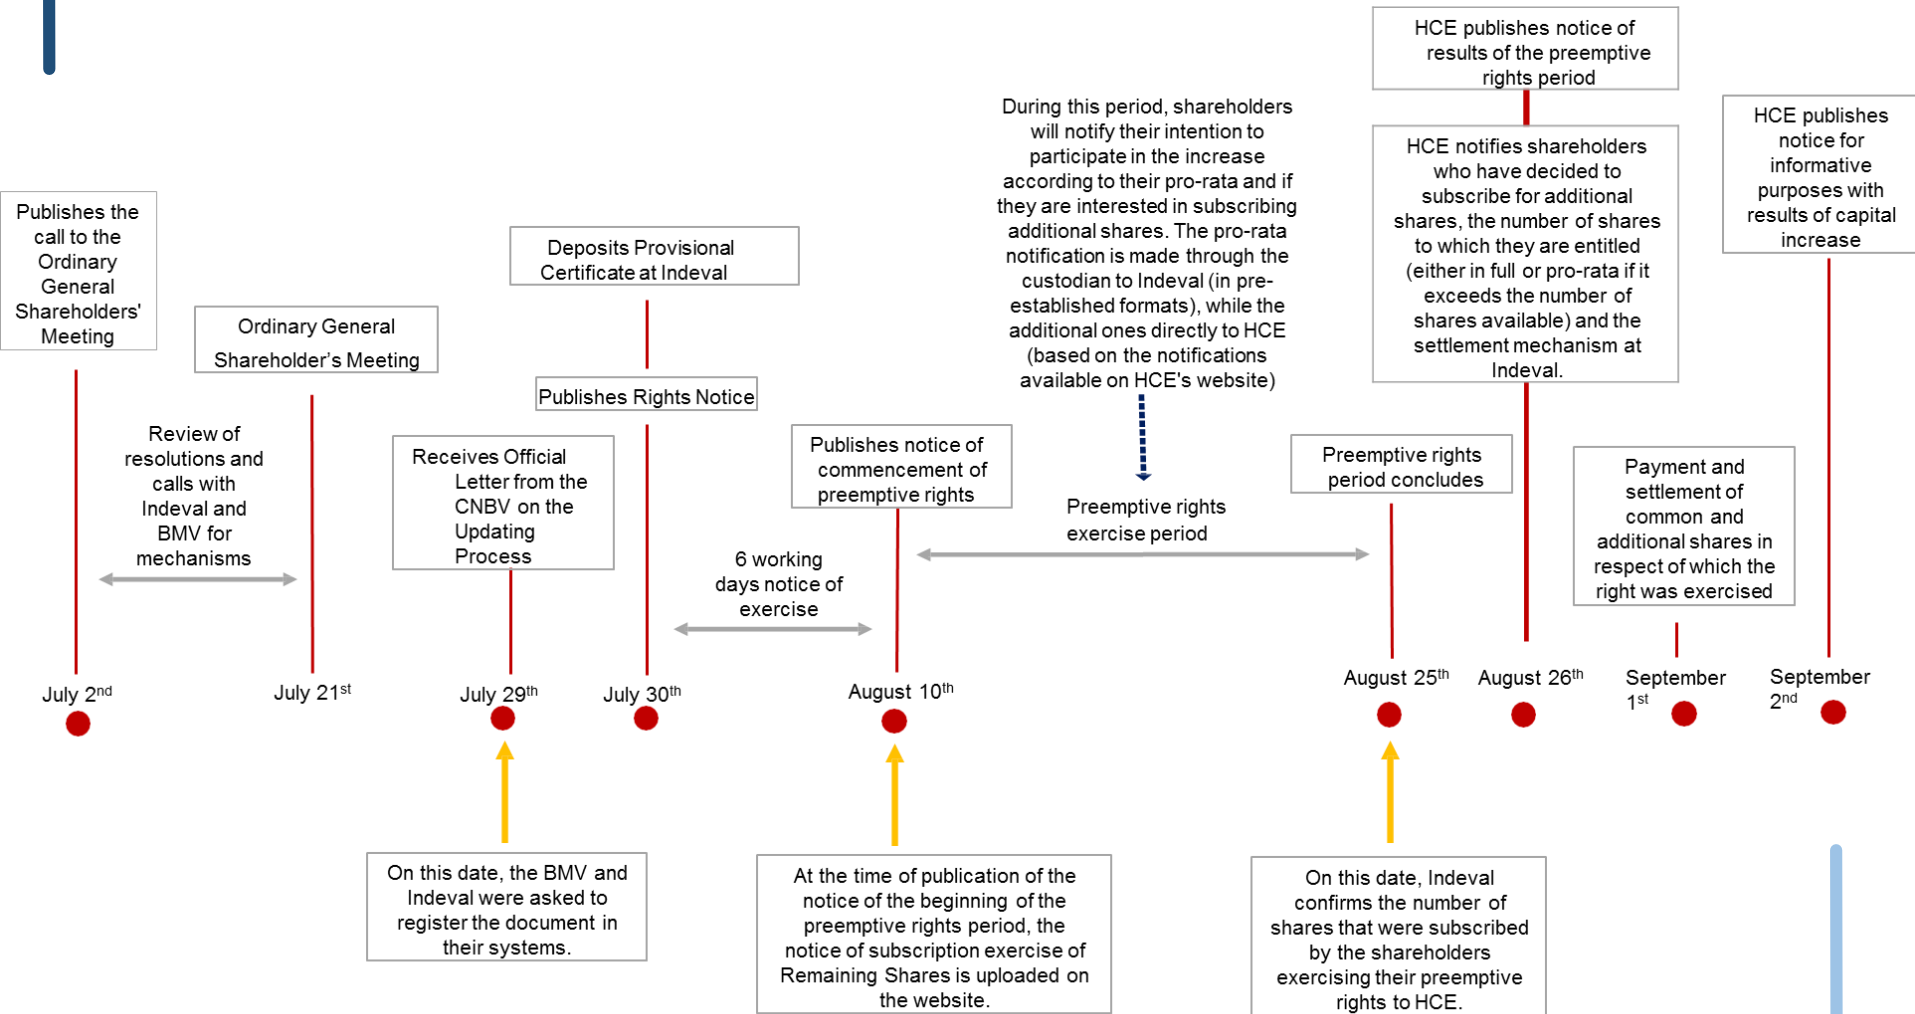 Publishes the
call to the
Ordinary
General
Shareholders'
Meeting
Review of
resolutions and
calls with
Indeval and
BMV for
mechanisms
Ordinary General
Shareholder’s Meeting
Receives Official
Letter from the
CNBV on the
Updating
Process
Deposits Provisional
Certificate at Indeval
Publishes Rights Notice
6 working
days notice of
exercise
Publishes notice of
commencement of
preemptive rights
During this period, shareholders
will notify their intention to
participate in the increase
according to their pro-rata and if
they are interested in subscribing
additional shares. The pro-rata
notification is made through the
custodian to Indeval (in pre-
established formats), while the
additional ones directly to HCE
(based on the notifications
available on HCE's website)
Preemptive rights
exercise period
Preemptive rights
period concludes
HCE publishes notice of
results of the preemptive
rights period
HCE notifies shareholders
who have decided to
subscribe for additional
shares, the number of shares
to which they are entitled
(either in full or pro-rata if it
exceeds the number of
shares available) and the
settlement mechanism at
Indeval.
Payment and
settlement of
common and
additional shares in
respect of which the
right was exercised
HCE publishes
notice for
informative
purposes with
results of capital
increase
July 2nd
July 21st
July 29th
July 30th
August 10th
August 25th
August 26th
September
1st
September
2nd
On this date, the BMV and
Indeval were asked to
register the document in
their systems.
At the time of publication of the
notice of the beginning of the
preemptive rights period, the
notice of subscription exercise of
Remaining Shares is uploaded on
the website.
On this date, Indeval
confirms the number of
shares that were subscribed
by the shareholders
exercising their preemptive
rights to HCE.